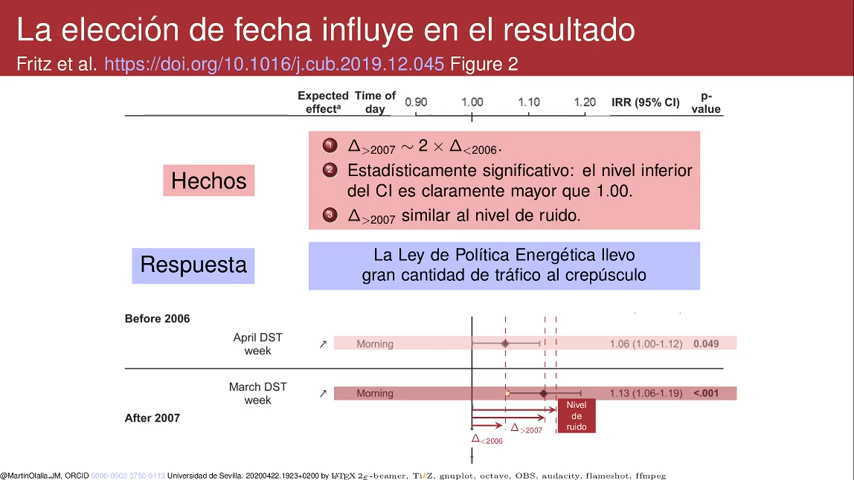 La elección de fecha influye en el resultado
Fritz et al. https://doi.org/10.1016/j.cub.2019.12.045 Figure 2
Expected effectᵃ Time of day 0.90 1.00 1.10 1.20 IRR (95% CI) p-value
Hechos
1 Δ>2007 ∼ 2 × Δ<2006.
2 Estadísticamente significativo: el nivel inferior
del CI es claramente mayor que 1.00.
3 Δ>2007 similar al nivel de ruido.
Respuesta
La Ley de Política Energética llevo
gran cantidad de tráfico al crepúsculo
Before 2006
April DST week ↗ Morning 1.06 (1.00-1.12) 0.049
March DST week ↗ Morning 1.13 (1.06-1.19) <.001
After 2007
Nivel
de
ruido
Δ>2007
Δ<2006
@MartinOlalla.JM, ORCID 0000-0002-3750-9113 Universidad de Sevilla. 20200422.1923+0200 by LATEX 2ε-beamer, TikZ, gnuplot, octave, OBS, audacity, flameshot, ffmpeg